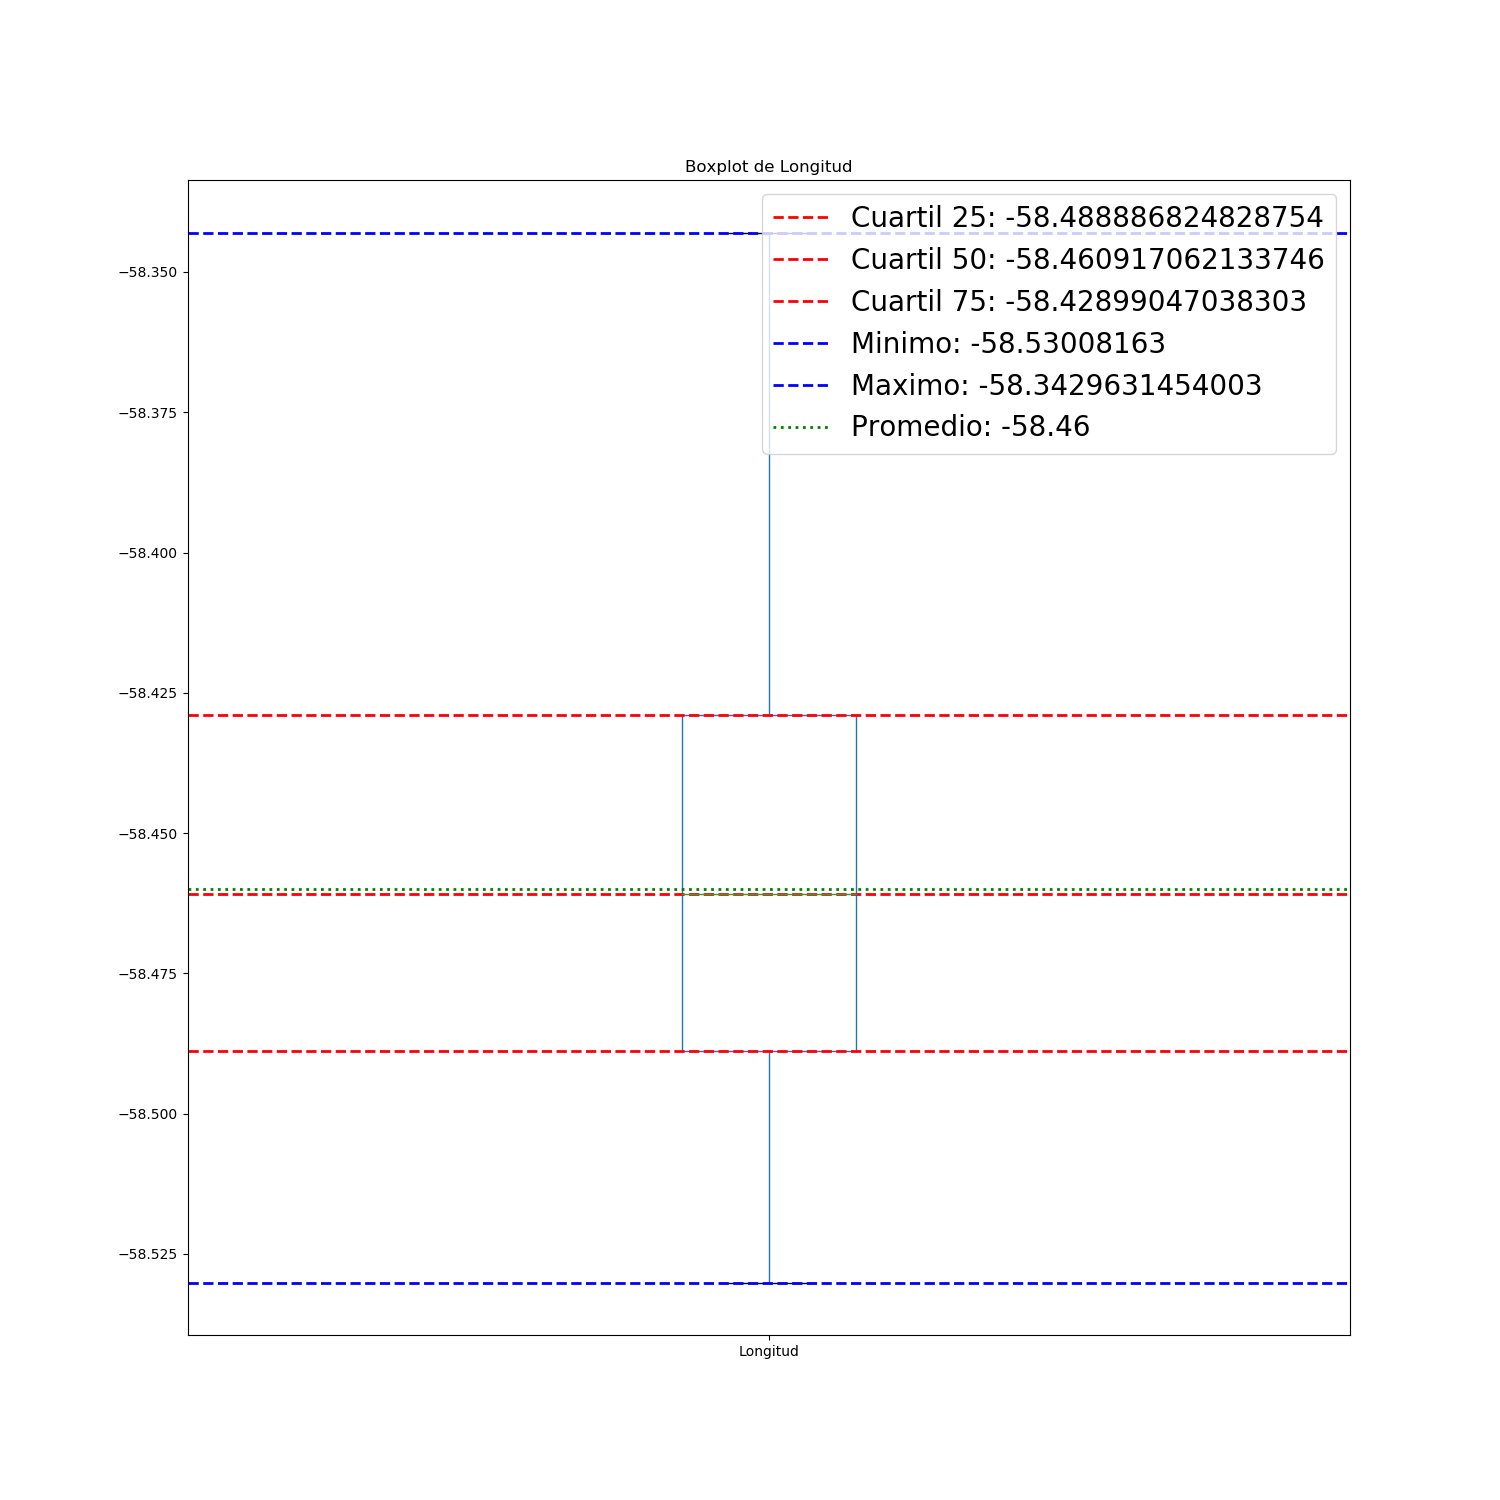 Boxplot de Longitud
Cuartil 25: -58.488886824828754
Cuartil 50: -58.460917062133746
Cuartil 75: -58.42899047038303
Minimo: -58.53008163
Maximo: -58.3429631454003
Promedio: -58.46
−58.350
−58.375
−58.400
−58.425
−58.450
−58.475
−58.500
−58.525
Longitud